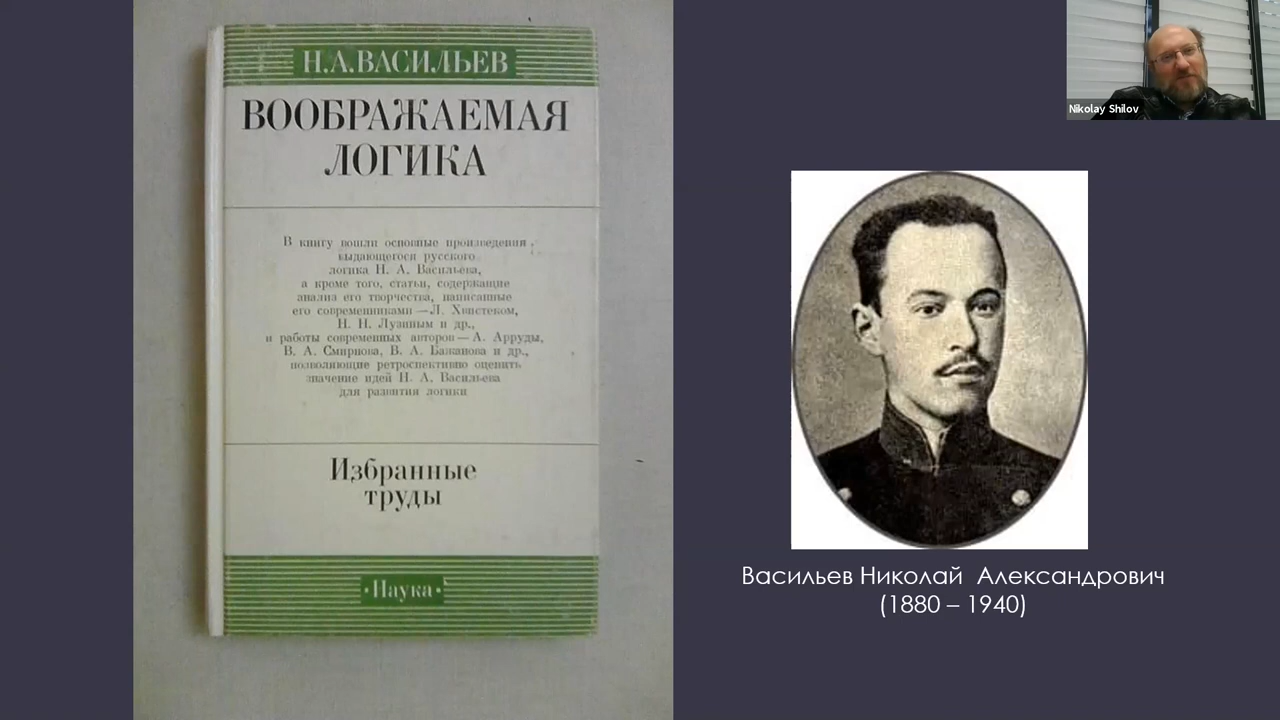 Н.А.ВАСИЛЬЕВ
ВООБРАЖАЕМАЯ
ЛОГИКА
В книгу вошли основные произведения
выдающегося русского
логика Н. А. Васильева,
а кроме того, статьи, содержащие
анализ его творчества, написанные
его современниками — Л. Хвистеком,
Н. Н. Лузиным и др.,
и работы современных авторов — А. Арруды,
В. А. Смирнова, В. А. Бажанова и др.,
позволяющие ретроспективно оценить
значение идей Н. А. Васильева
для развития логики
Избранные
труды
·Наука·
Nikolay Shilov
Васильев Николай Александрович
(1880 – 1940)